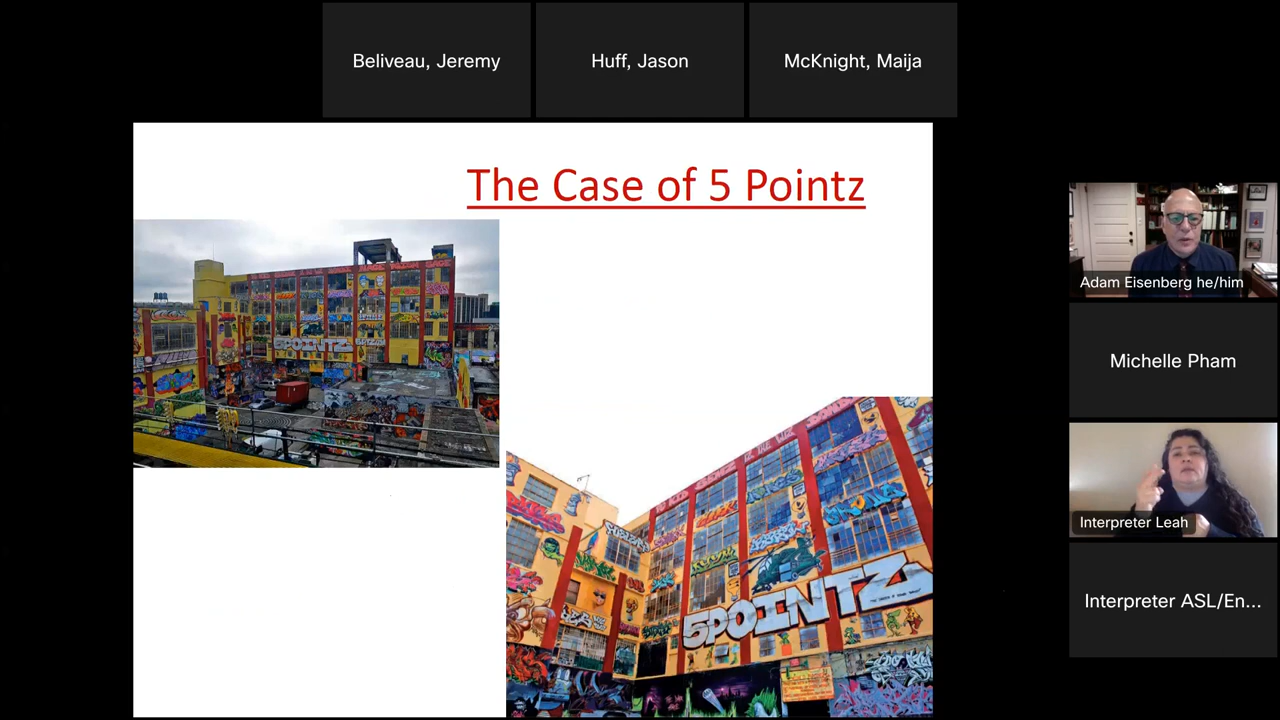 Beliveau, Jeremy
Huff, Jason
McKnight, Maija
The Case of 5 Pointz
5POINTZ
5POINTZ
Adam Eisenberg he/him
Michelle Pham
Interpreter Leah
Interpreter ASL/En...